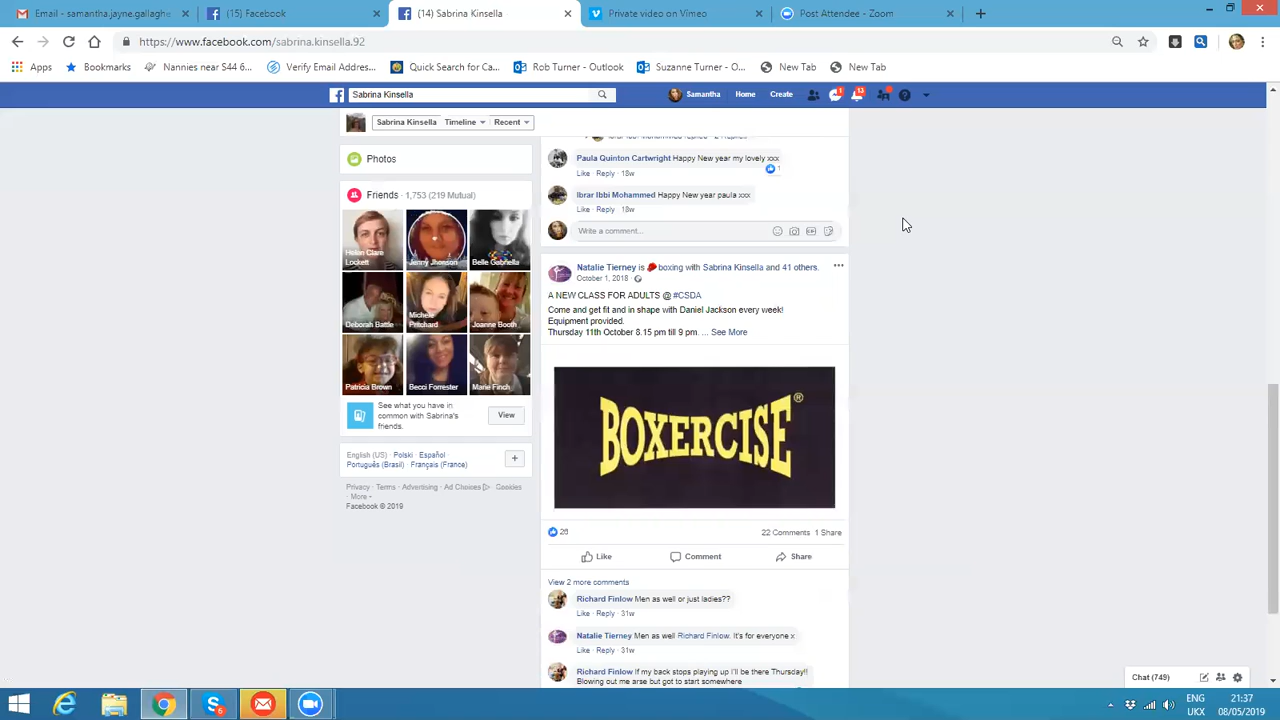 Email - samantha.jayne.gallaghe
(15) Facebook
(14) Sabrina Kinsella
Private video on Vimeo
Post Attendee - Zoom
https://www.facebook.com/sabrina.kinsella.92
Apps
Bookmarks
Nannies near S44 6...
Verify Email Address...
Quick Search for Ca...
Rob Turner - Outlook
Suzanne Turner - O...
New Tab
New Tab
Sabrina Kinsella
Samantha
Home
Create
1
13
Sabrina Kinsella
Timeline
Recent
Photos
Friends · 1,753 (219 Mutual)
Helen Clare Lockett
Jenny Jhonson
Belle Gabriella
Deborah Battle
Michele Pritchard
Joanne Booth
Patricia Brown
Becci Forrester
Marie Finch
See what you have in
common with Sabrina's
friends.
View
English (US) · Polski · Español ·
Português (Brasil) · Français (France)
Privacy · Terms · Advertising · Ad Choices · Cookies
· More
Facebook © 2019
Paula Quinton Cartwright Happy New year my lovely xxx
1
Like · Reply · 18w
Ibrar Ibbi Mohammed Happy New year paula xxx
Like · Reply · 18w
Write a comment...
Natalie Tierney is boxing with Sabrina Kinsella and 41 others.
October 1, 2018 ·
A NEW CLASS FOR ADULTS @ #CSDA
Come and get fit and in shape with Daniel Jackson every week!
Equipment provided.
Thursday 11th October 8.15 pm till 9 pm. ... See More
BOXERCISE®
26
22 Comments 1 Share
Like
Comment
Share
View 2 more comments
Richard Finlow Men as well or just ladies??
Like · Reply · 31w
Natalie Tierney Men as well Richard Finlow. It's for everyone x
Like · Reply · 31w
Richard Finlow If my back stops playing up I'll be there Thursday!!
Blowing out me arse but got to start somewhere
Chat (749)
6
ENG
UKX
21:37
08/05/2019